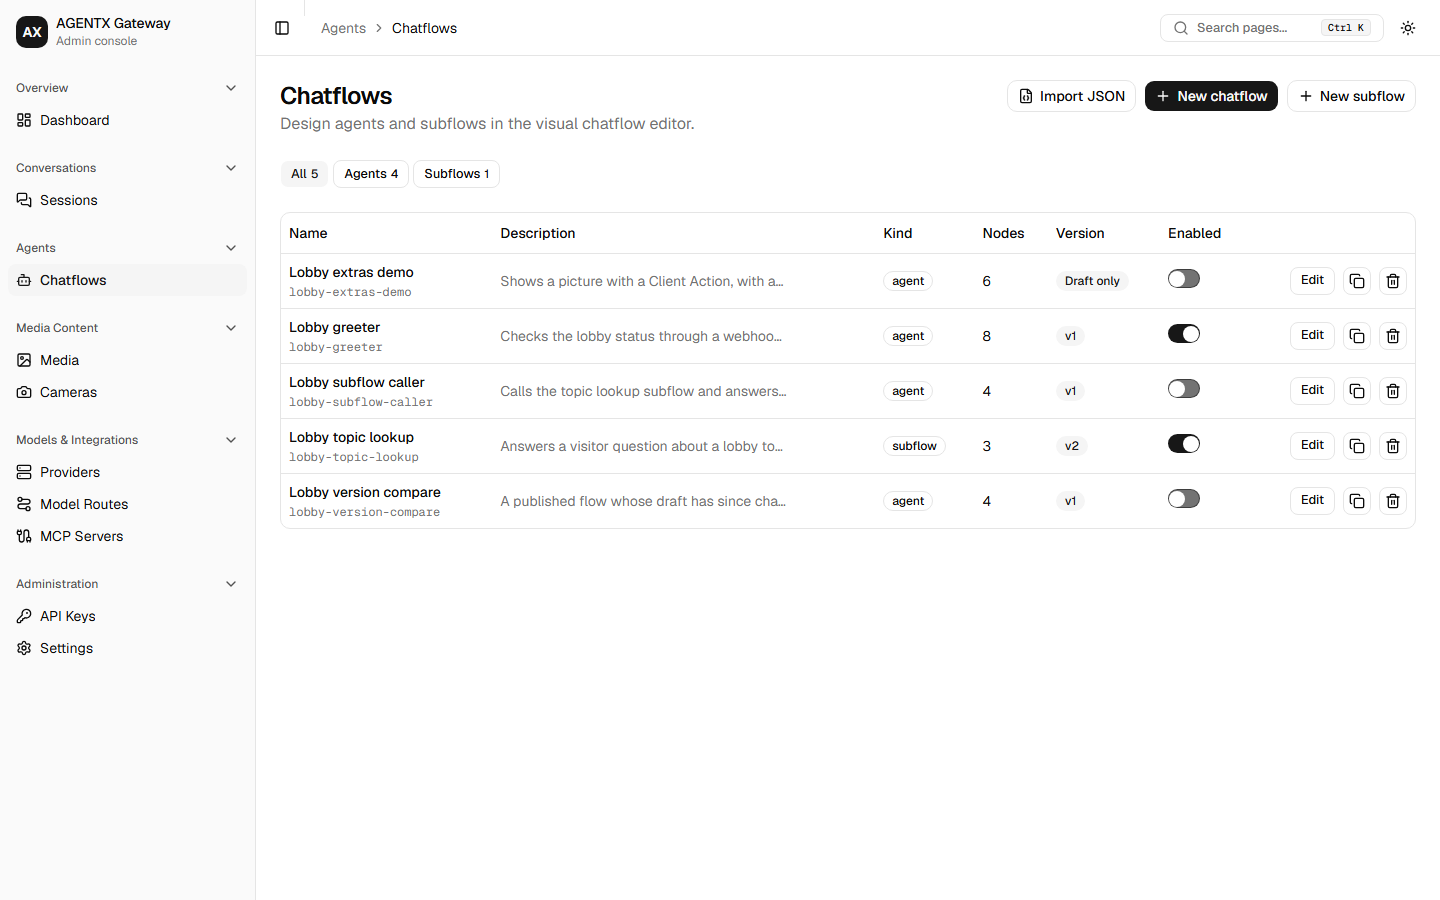 AX
AGENTX Gateway
Admin console
Overview
Dashboard
Conversations
Sessions
Agents
Chatflows
Media Content
Media
Cameras
Models & Integrations
Providers
Model Routes
MCP Servers
Administration
API Keys
Settings
Agents > Chatflows
Search pages... Ctrl K
Chatflows
Design agents and subflows in the visual chatflow editor.
Import JSON
New chatflow
New subflow
All 5 Agents 4 Subflows 1
Name Description Kind Nodes Version Enabled
Lobby extras demo
lobby-extras-demo
Shows a picture with a Client Action, with a... agent 6 Draft only Edit
Lobby greeter
lobby-greeter
Checks the lobby status through a webhoo... agent 8 v1 Edit
Lobby subflow caller
lobby-subflow-caller
Calls the topic lookup subflow and answers... agent 4 v1 Edit
Lobby topic lookup
lobby-topic-lookup
Answers a visitor question about a lobby to... subflow 3 v2 Edit
Lobby version compare
lobby-version-compare
A published flow whose draft has since cha... agent 4 v1 Edit